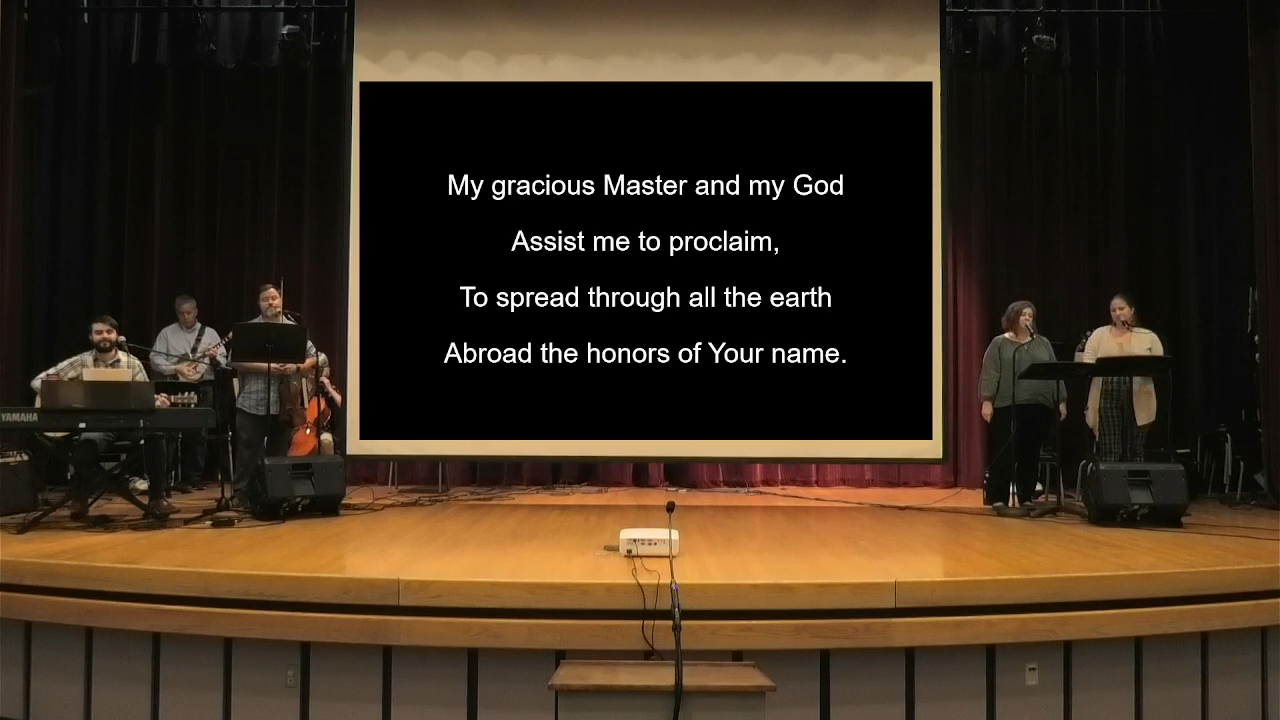 My gracious Master and my God
Assist me to proclaim,
To spread through all the earth
Abroad the honors of Your name.
YAMAHA